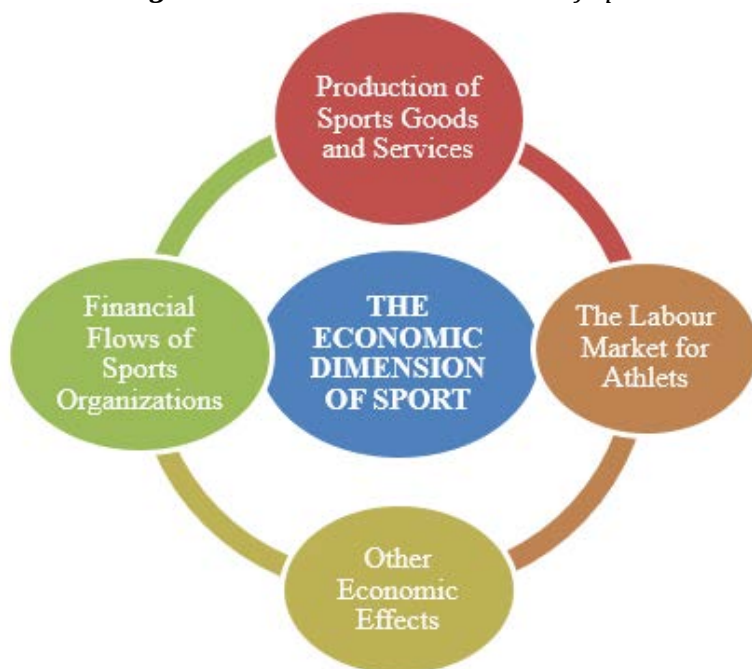 Production of
Sports Goods
and Services
Financial
Flows of
Sports
Organizations
THE
ECONOMIC
DIMENSION
OF SPORT
The Labour
Market for
Athlets
Other
Economic
Effects